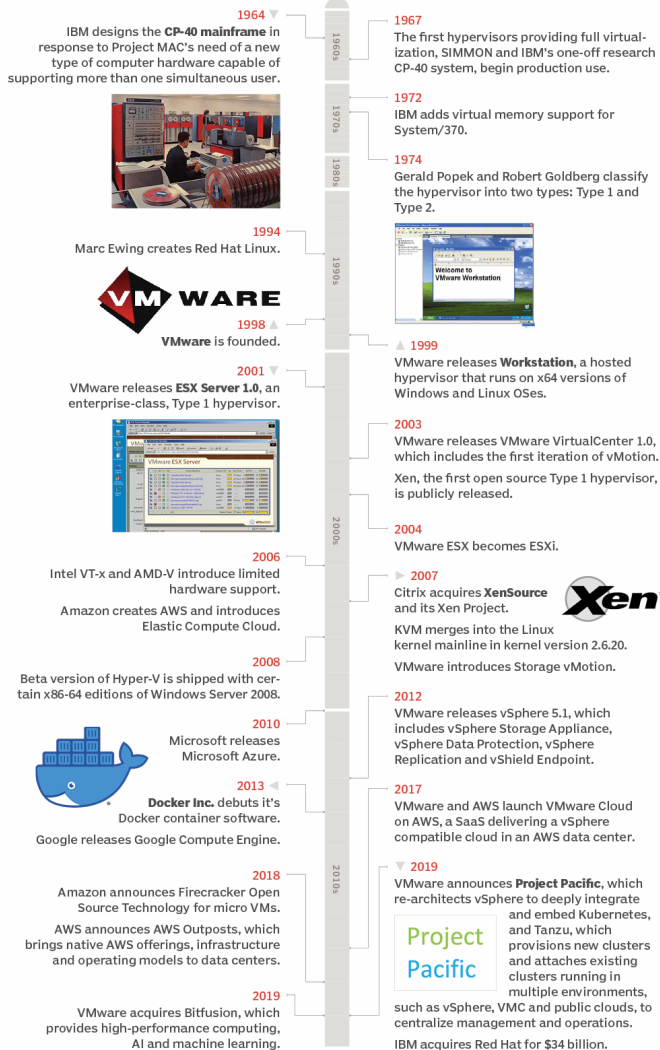 1964
IBM designs the CP-40 mainframe in
response to Project MAC's need of a new
type of computer hardware capable of
supporting more than one simultaneous user.
1960s
1967
The first hypervisors providing full virtual-
ization, SIMMON and IBM's one-off research
CP-40 system, begin production use.
1970s
1972
IBM adds virtual memory support for
System/370.
1980s
1974
Gerald Popek and Robert Goldberg classify
the hypervisor into two types: Type 1 and
Type 2.
1994
Marc Ewing creates Red Hat Linux.
1990s
Welcome to
VMware Workstation
VM WARE
1998
VMware is founded.
1999
VMware releases Workstation, a hosted
hypervisor that runs on x64 versions of
Windows and Linux OSes.
2001
VMware releases ESX Server 1.0, an
enterprise-class, Type 1 hypervisor.
VMware ESX Server
2000s
2003
VMware releases VMware VirtualCenter 1.0,
which includes the first iteration of vMotion.
Xen, the first open source Type 1 hypervisor,
is publicly released.
2004
VMware ESX becomes ESXi.
2006
Intel VT-x and AMD-V introduce limited
hardware support.
Amazon creates AWS and introduces
Elastic Compute Cloud.
2007
Citrix acquires XenSource
and its Xen Project.
Xen
KVM merges into the Linux
kernel mainline in kernel version 2.6.20.
VMware introduces Storage vMotion.
2008
Beta version of Hyper-V is shipped with cer-
tain x86-64 editions of Windows Server 2008.
2010
Microsoft releases
Microsoft Azure.
2012
VMware releases vSphere 5.1, which
includes vSphere Storage Appliance,
vSphere Data Protection, vSphere
Replication and vShield Endpoint.
2013
Docker Inc. debuts it's
Docker container software.
Google releases Google Compute Engine.
2017
VMware and AWS launch VMware Cloud
on AWS, a SaaS delivering a vSphere
compatible cloud in an AWS data center.
2010s
2018
Amazon announces Firecracker Open
Source Technology for micro VMs.
AWS announces AWS Outposts, which
brings native AWS offerings, infrastructure
and operating models to data centers.
2019
VMware announces Project Pacific, which
re-architects vSphere to deeply integrate
and embed Kubernetes,
and Tanzu, which
provisions new clusters
and attaches existing
clusters running in
multiple environments,
such as vSphere, VMC and public clouds, to
centralize management and operations.
Project
Pacific
IBM acquires Red Hat for $34 billion.
2019
VMware acquires Bitfusion, which
provides high-performance computing,
AI and machine learning.